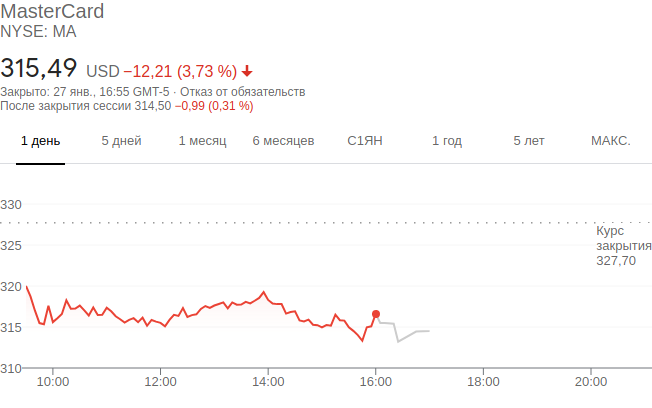 MasterCard
NYSE: MA
315,49 USD −12,21 (3,73 %)
Закрыто: 27 янв., 16:55 GMT-5 · Отказ от обязательств
После закрытия сессии 314,50 −0,99 (0,31 %)
1 день 5 дней 1 месяц 6 месяцев С1ЯН 1 год 5 лет МАКС.
330
Курс
закрытия
327,70
325
320
315
310
10:00 12:00 14:00 16:00 18:00 20:00